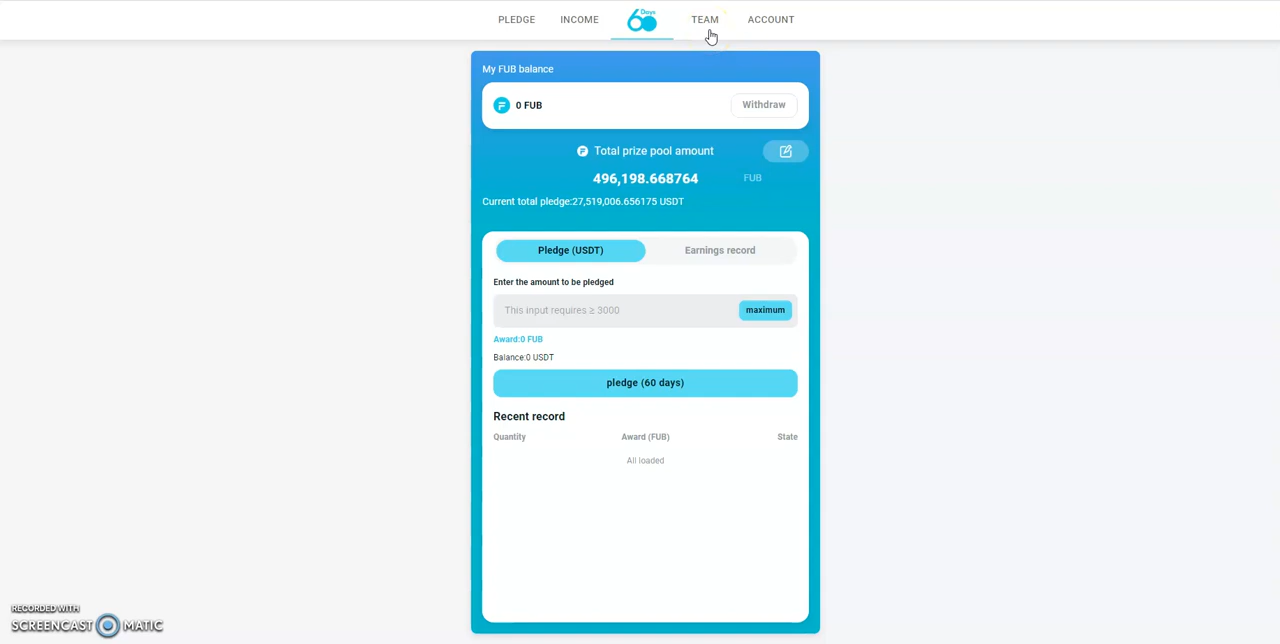 PLEDGE INCOME 60 Days TEAM ACCOUNT
My FUB balance
0 FUB Withdraw
Total prize pool amount
496,198.668764 FUB
Current total pledge:27,519,006.656175 USDT
Pledge (USDT) Earnings record
Enter the amount to be pledged
This input requires ≥ 3000 maximum
Award:0 FUB
Balance:0 USDT
pledge (60 days)
Recent record
Quantity Award (FUB) State
All loaded
RECORDED WITH
SCREENCAST MATIC